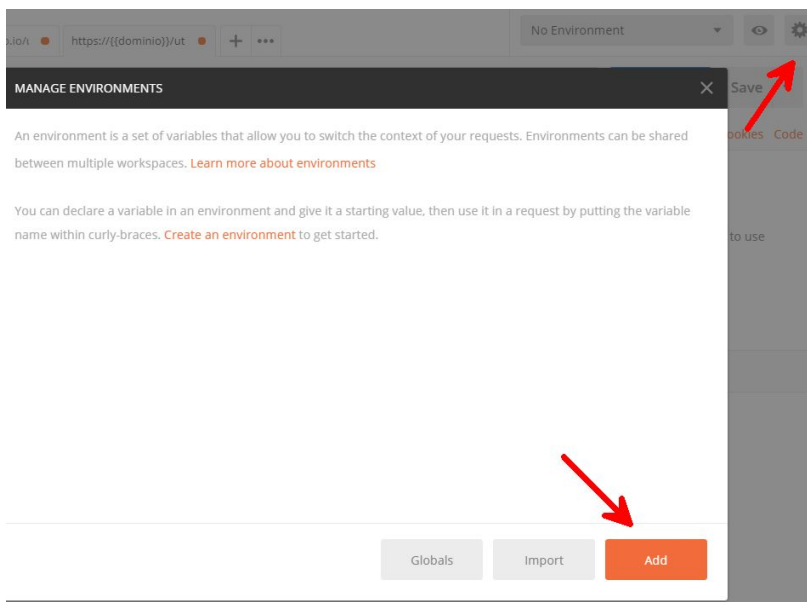 No Environment
o.io/i https://{{dominio}}/ut + •••
MANAGE ENVIRONMENTS
Save
An environment is a set of variables that allow you to switch the context of your requests. Environments can be shared
ookies Code
between multiple workspaces. Learn more about environments
You can declare a variable in an environment and give it a starting value, then use it in a request by putting the variable
name within curly-braces. Create an environment to get started.
to use
Globals Import Add